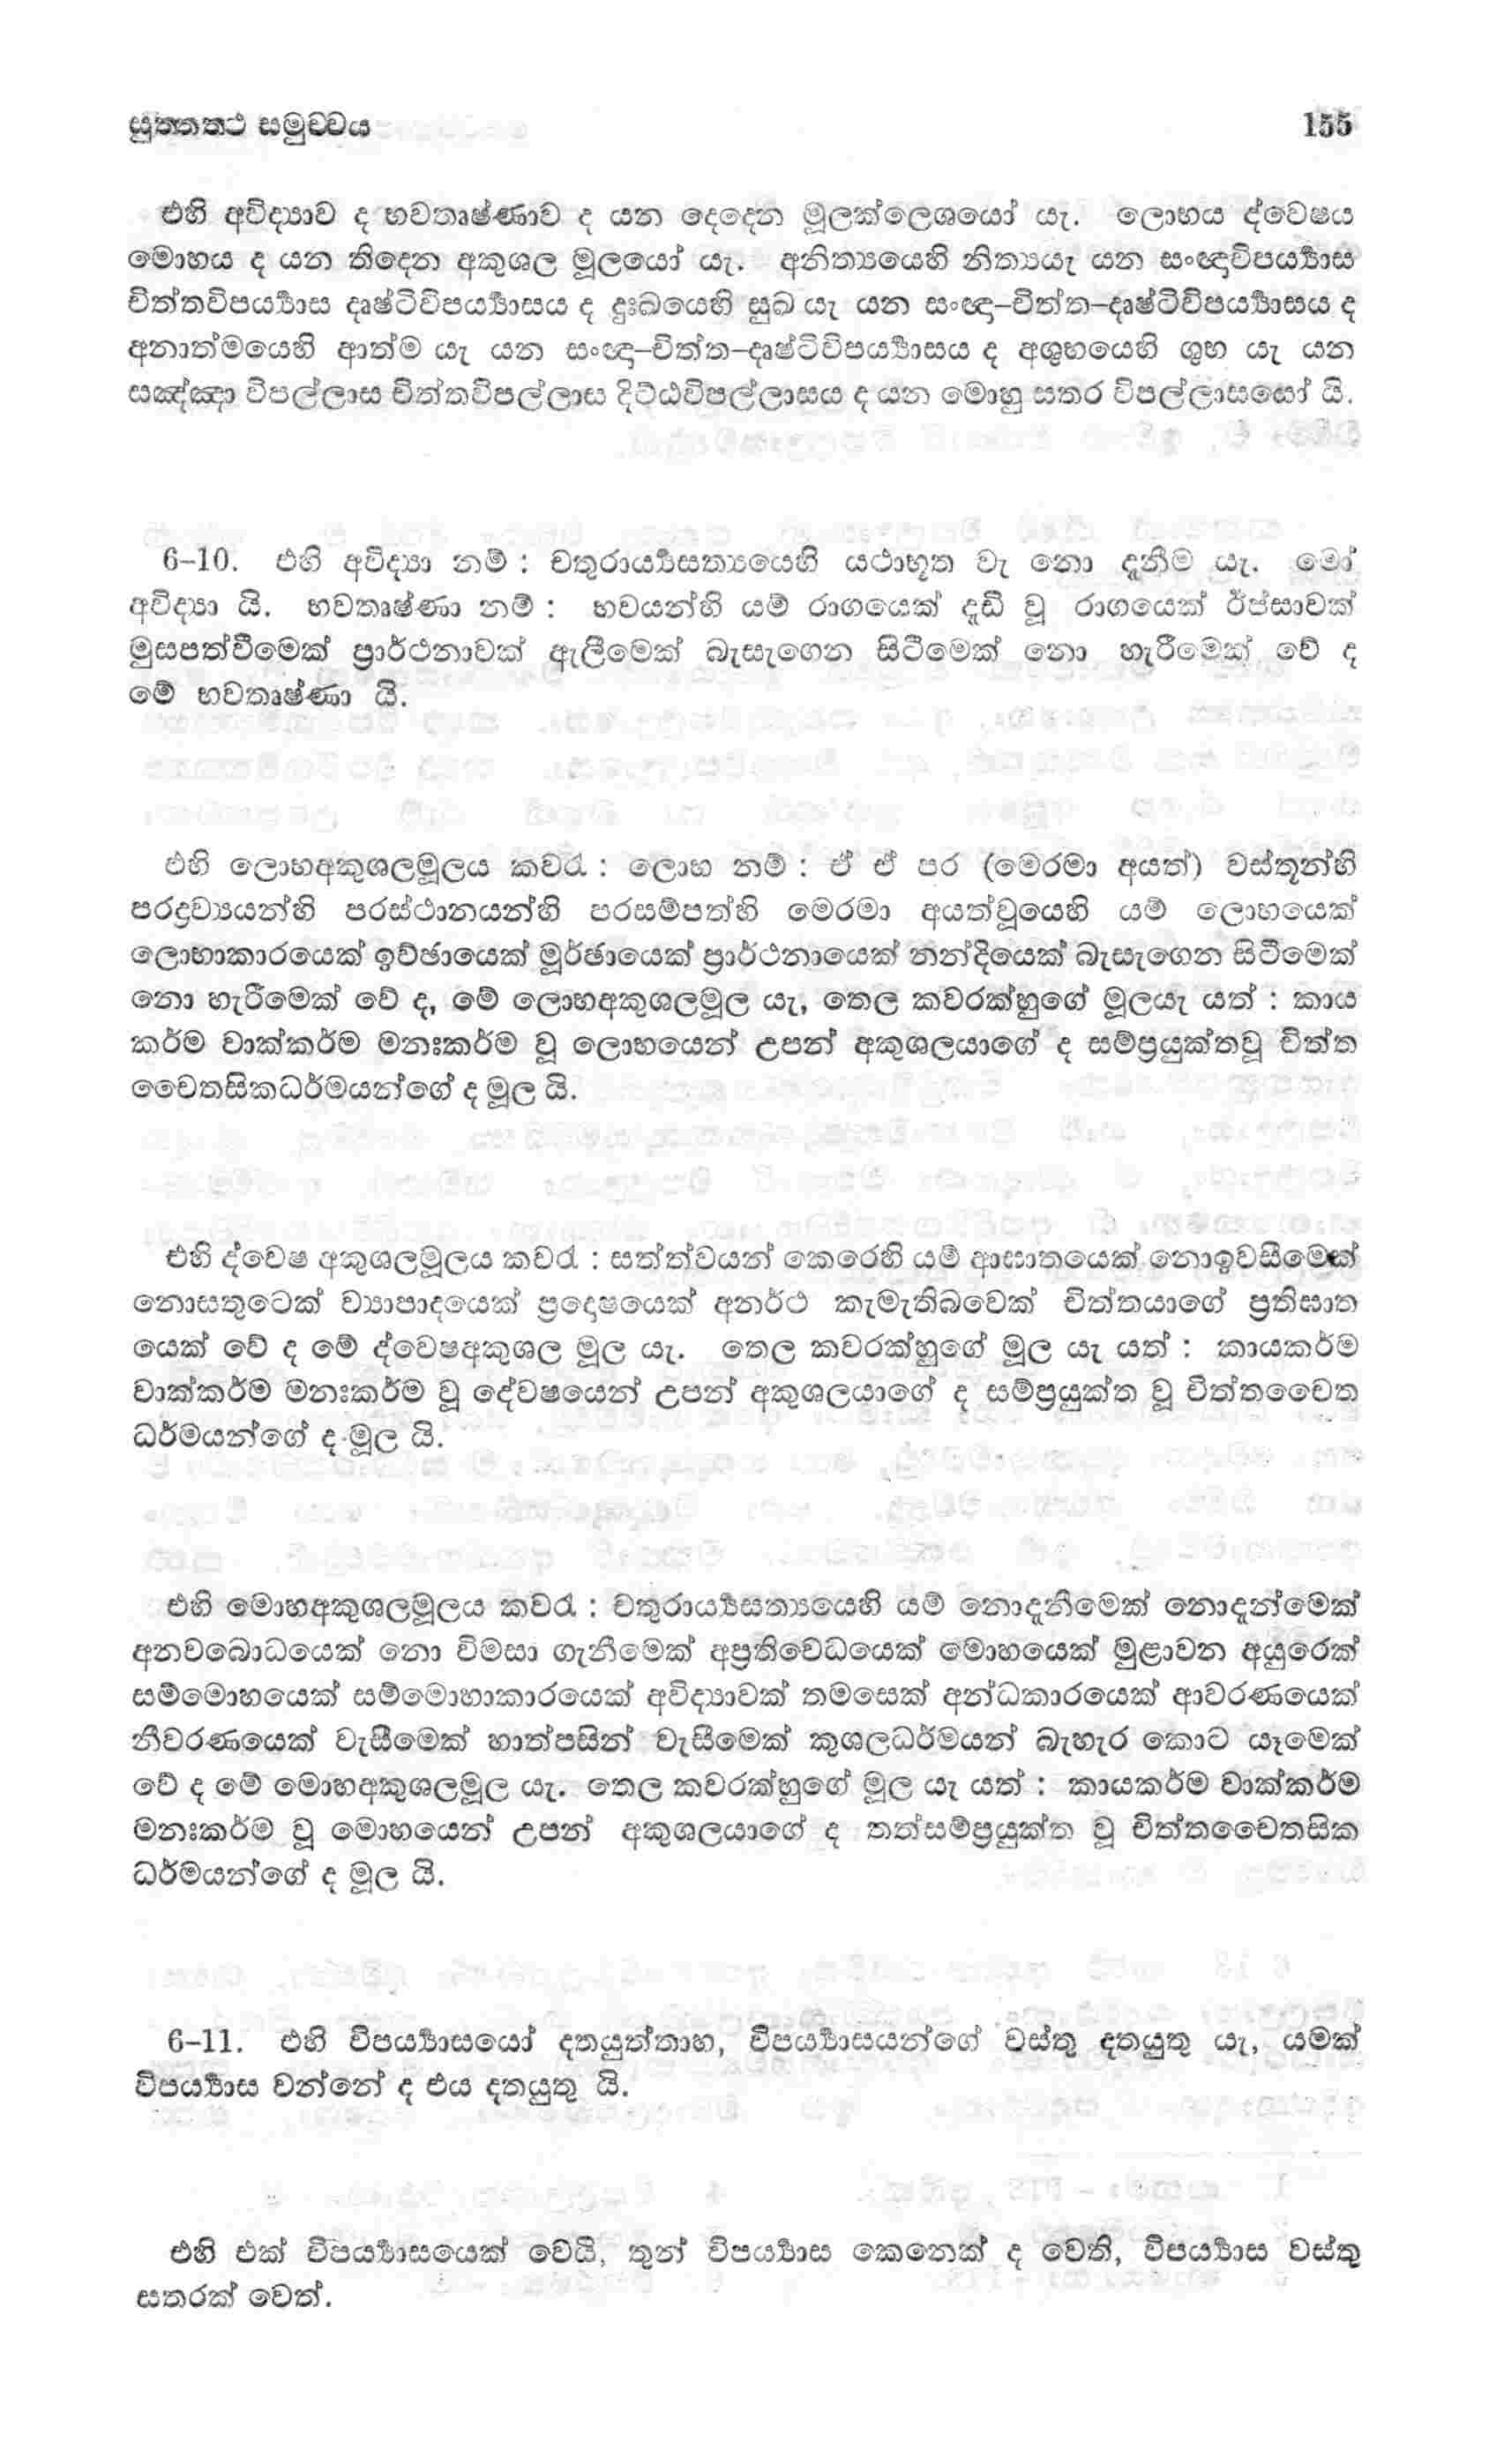 සුත්තත්ථ සමුච්චය 155
එහි අවිද්‍යාව ද භවතෘෂ්ණාව ද යන දෙදෙන මූලක්ලෙශයෝ යැ. ලොභය ද්වෙෂය
මොහය ද යන තිදෙන අකුශල මූලයෝ යැ. අනිත්‍යයෙහි නිත්‍යයැ යන සංඥාවිපර්‍ය්‍යාස
චිත්තවිපර්‍ය්‍යාස දෘෂ්ටිවිපර්‍ය්‍යාසය ද දුඃඛයෙහි සුඛ යැ යන සංඥා–චිත්ත–දෘෂ්ටිවිපර්‍ය්‍යාසය ද
අනාත්මයෙහි ආත්ම යැ යන සංඥා–චිත්ත–දෘෂ්ටිවිපර්‍ය්‍යාසය ද අශුභයෙහි ශුභ යැ යන
සඤ්ඤා විපල්ලාස චිත්තවිපල්ලාස දිට්ඨිවිපල්ලාසය ද යන මොහු සතර විපල්ලාසයෝ යි.
6–10. එහි අවිද්‍යා නම් : චතුරාර්‍ය්‍යසත්‍යයෙහි යථාභූත වැ නො දැනීම යැ. මෝ
අවිද්‍යා යි. භවතෘෂ්ණා නම් : භවයන්හි යම් රාගයෙක් දැඩි වූ රාගයෙක් ඊප්සාවක්
මුසපත්වීමෙක් ප්‍රාර්ථනාවක් ඇලීමෙක් බැසැගෙන සිටීමෙක් නො හැරීමෙක් වේ ද
මේ භවතෘෂ්ණා යි.
එහි ලොභඅකුශලමූලය කවරැ : ලොභ නම් : ඒ ඒ පර (මෙරමා අයත්) වස්තූන්හි
පරද්‍රව්‍යයන්හි පරස්ථානයන්හි පරසම්පත්හි මෙරමා අයත්වූයෙහි යම් ලොභයෙක්
ලොභාකාරයෙක් ඉච්ඡායෙක් මූර්ඡායෙක් ප්‍රාර්ථනායෙක් නන්දියෙක් බැසැගෙන සිටීමෙක්
නො හැරීමෙක් වේ ද, මේ ලොභඅකුශලමූල යැ, තෙල කවරක්හුගේ මූලයැ යත් : කාය
කර්ම වාක්කර්ම මනඃකර්ම වූ ලොභයෙන් උපන් අකුශලයාගේ ද සම්ප්‍රයුක්තවූ චිත්ත
චෛතසිකධර්මයන්ගේ ද මූල යි.
එහි ද්වෙෂ අකුශලමූලය කවරැ : සත්ත්වයන් කෙරෙහි යම් ආඝාතයෙක් නොඉවසීමෙක්
නොසතුටෙක් ව්‍යාපාදයෙක් ප්‍රදොෂයෙක් අනර්ථ කැමැතිබවෙක් චිත්තයාගේ ප්‍රතිඝාත
යෙක් වේ ද මේ ද්වෙෂඅකුශල මූල යැ. තෙල කවරක්හුගේ මූල යැ යත් : කායකර්ම
වාක්කර්ම මනඃකර්ම වූ දේවෂයෙන් උපන් අකුශලයාගේ ද සම්ප්‍රයුක්ත වූ චිත්තචෛත
ධර්මයන්ගේ ද මූල යි.
එහි මොහඅකුශලමූලය කවරැ : චතුරාර්‍ය්‍යසත්‍යයෙහි යම් නොදැනීමෙක් නොදැන්මෙක්
අනවබොධයෙක් නො විමසා ගැනීමෙක් අප්‍රතිවෙධයෙක් මොහයෙක් මුළාවන අයුරෙක්
සම්මොහයෙක් සම්මොහාකාරයෙක් අවිද්‍යාවක් තමසෙක් අන්ධකාරයෙක් ආවරණයෙක්
නීවරණයෙක් වැසීමෙක් හාත්පසින් වැසීමෙක් කුශලධර්මයන් බැහැර කොට යෑමෙක්
වේ ද මේ මොහඅකුශලමූල යැ. තෙල කවරක්හුගේ මූල යැ යත් : කායකර්ම වාක්කර්ම
මනඃකර්ම වූ මොහයෙන් උපන් අකුශලයාගේ ද තත්සම්ප්‍රයුක්ත වූ චිත්තචෛතසික
ධර්මයන්ගේ ද මූල යි.
6–11. එහි විපර්‍ය්‍යාසයෝ දතයුත්තාහ, විපර්‍ය්‍යාසයන්ගේ වස්තු දතයුතු යැ, යමක්
විපර්‍ය්‍යාස වන්නේ ද එය දතයුතු යි.
එහි එක් විපර්‍ය්‍යාසයෙක් වෙයි, තුන් විපර්‍ය්‍යාස කෙනෙක් ද වෙති, විපර්‍ය්‍යාස වස්තු
සතරක් වෙත්.